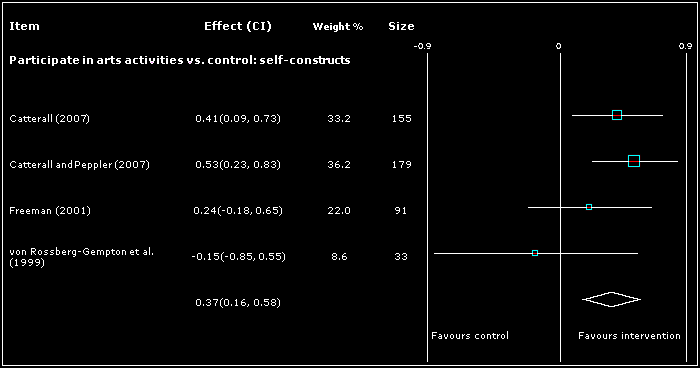 Item Effect (CI) Weight % Size
-0.9 0 0.9
Participate in arts activities vs. control: self-constructs
Catterall (2007) 0.41(0.09, 0.73) 33.2 155
Catterall and Peppler (2007) 0.53(0.23, 0.83) 36.2 179
Freeman (2001) 0.24(-0.18, 0.65) 22.0 91
von Rossberg-Gempton et al. -0.15(-0.85, 0.55) 8.6 33
(1999)
0.37(0.16, 0.58)
Favours control Favours intervention